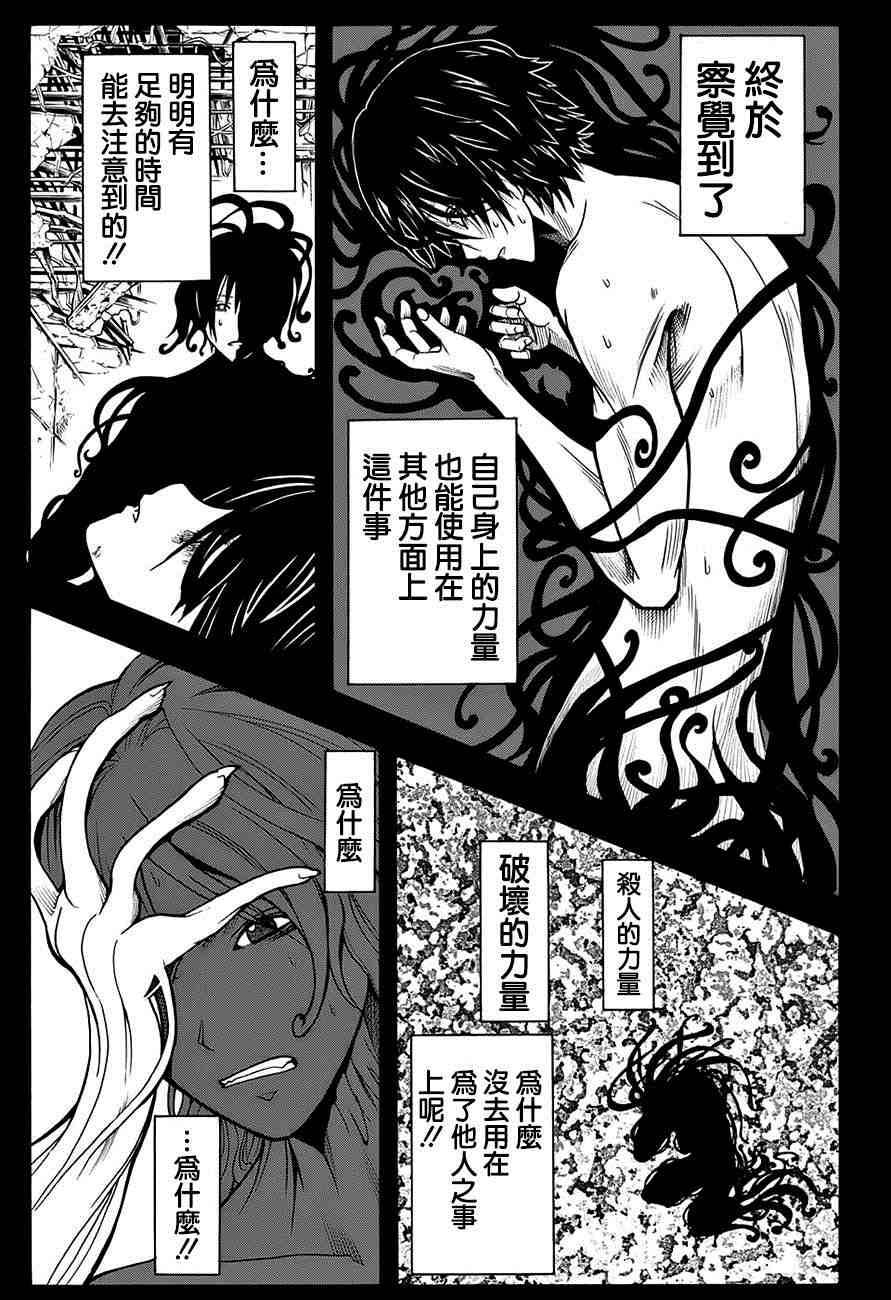 終於
察覺到了
自己身上的力量
也能使用在
其他方面上
這件事
爲什麼…
明明有
足夠的時間
能去注意到的!!
殺人的力量
破壞的力量
爲什麼
沒去用在
爲了他人之事
上呢!!
爲什麼
…爲什麼!!